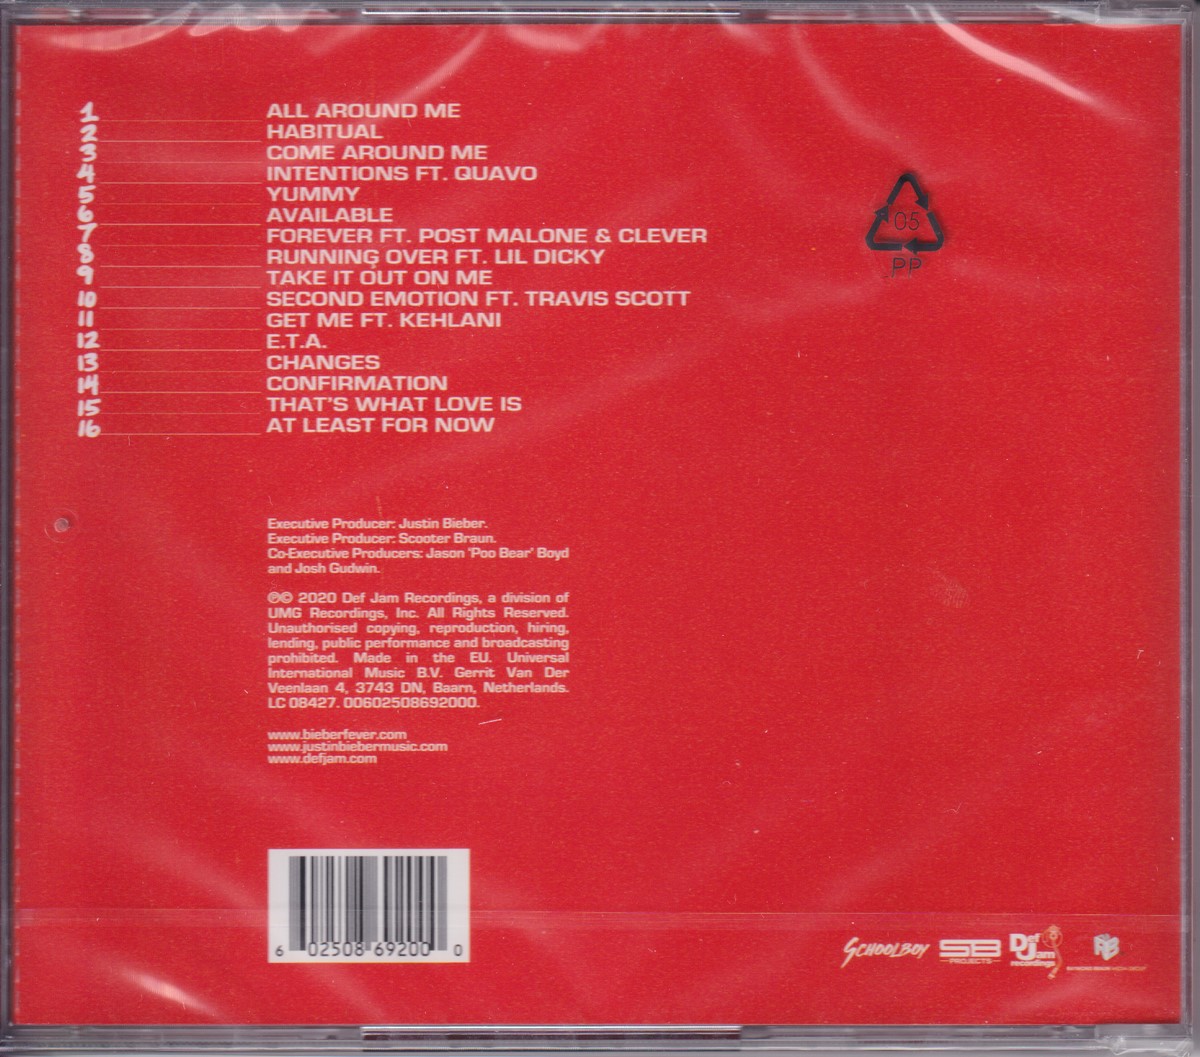 1 ALL AROUND ME
2 HABITUAL
3 COME AROUND ME
4 INTENTIONS FT. QUAVO
5 YUMMY
6 AVAILABLE
7 FOREVER FT. POST MALONE & CLEVER
8 RUNNING OVER FT. LIL DICKY
9 TAKE IT OUT ON ME
10 SECOND EMOTION FT. TRAVIS SCOTT
11 GET ME FT. KEHLANI
12 E.T.A.
13 CHANGES
14 CONFIRMATION
15 THAT'S WHAT LOVE IS
16 AT LEAST FOR NOW
05
PP
Executive Producer: Justin Bieber.
Executive Producer: Scooter Braun.
Co-Executive Producers: Jason 'Poo Bear' Boyd
and Josh Gudwin.
℗© 2020 Def Jam Recordings, a division of
UMG Recordings, Inc. All Rights Reserved.
Unauthorised copying, reproduction, hiring,
lending, public performance and broadcasting
prohibited. Made in the EU. Universal
International Music B.V. Gerrit Van Der
Veenlaan 4, 3743 DN, Baarn, Netherlands.
LC 08427. 00602508692000.
www.bieberfever.com
www.justinbiebermusic.com
www.defjam.com
6 02508 69200 0
SCHOOLBOY
SB
PROJECTS
Def
Jam
recordings
RB
RAYMOND BRAUN MEDIA GROUP